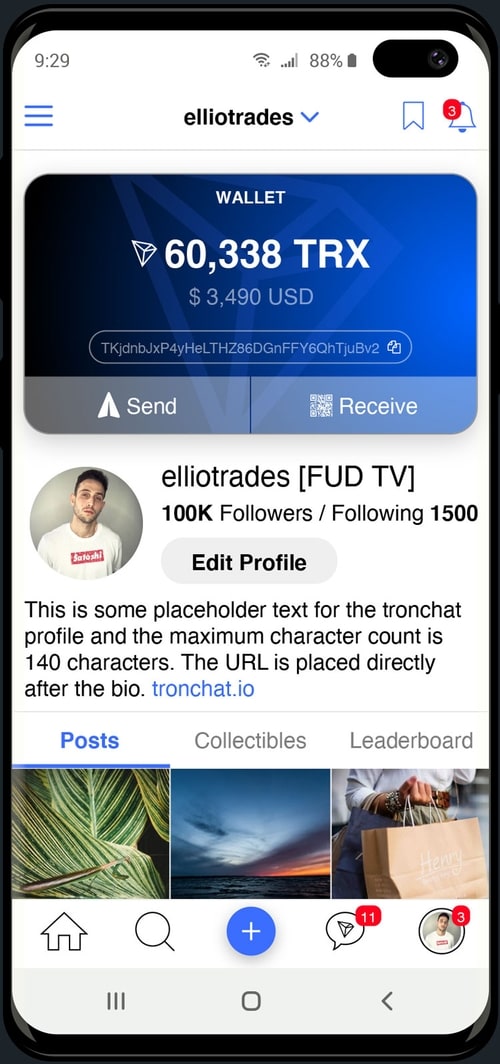 9:29
88%
elliotrades
3
WALLET
60,338 TRX
$ 3,490 USD
TKjdnbJxP4yHeLTHZ86DGnFFY6QhTjuBv2
Send
Receive
elliotrades [FUD TV]
100K Followers / Following 1500
Satoshi
Edit Profile
This is some placeholder text for the tronchat
profile and the maximum character count is
140 characters. The URL is placed directly
after the bio. tronchat.io
Posts
Collectibles
Leaderboard
Henry
11
3